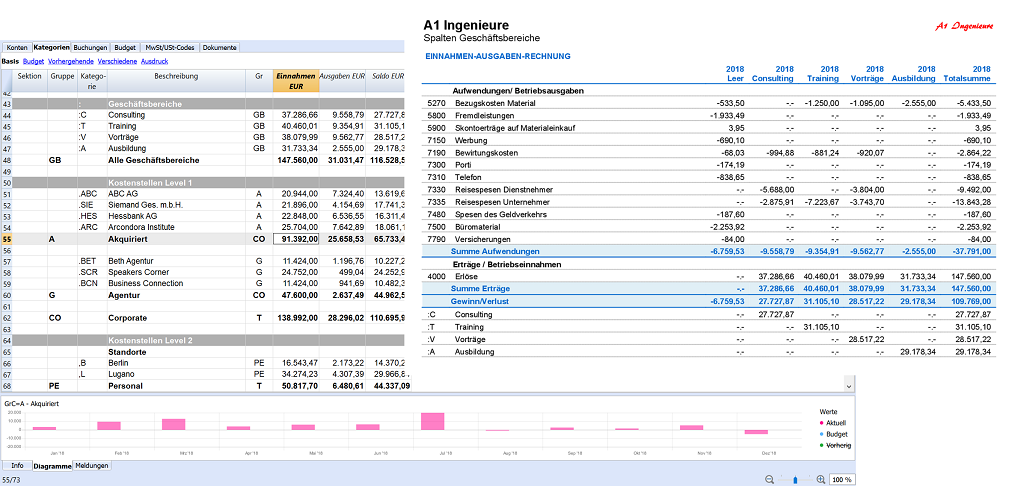 Konten Kategorien Buchungen Budget MwSt/USt-Codes Dokumente
Basis Budget Vorhergehende Verschiedene Ausdruck
Sektion Gruppe Katego-rie Beschreibung Gr Einnahmen EUR Ausgaben EUR Saldo EUR
42
43 : Geschäftsbereiche
44 :C Consulting GB 37.286,66 9.558,79 27.727,8
45 :T Training GB 40.460,01 9.354,91 31.105,1
46 :V Vorträge GB 38.079,99 9.562,77 28.517,2
47 :A Ausbildung GB 31.733,34 2.555,00 29.178,3
48 GB Alle Geschäftsbereiche 147.560,00 31.031,47 116.528,5
49
50 Kostenstellen Level 1
51 .ABC ABC AG A 20.944,00 7.324,40 13.619,6
52 .SIE Siemand Ges. m.b.H. A 21.896,00 4.154,69 17.741,3
53 .HES Hessbank AG A 22.848,00 6.536,55 16.311,4
54 .ARC Arcondora Institute A 25.704,00 7.642,89 18.061,1
55 A Akquiriert CO 91.392,00 25.658,53 65.733,4
56
57 .BET Beth Agentur G 11.424,00 1.196,76 10.227,2
58 .SCR Speakers Corner G 24.752,00 499,04 24.252,9
59 .BCN Business Connection G 11.424,00 941,69 10.482,3
60 G Agentur CO 47.600,00 2.637,49 44.962,5
61
62 CO Corporate T 138.992,00 28.296,02 110.695,9
63
64 Kostenstellen Level 2
65 Standorte
66 ,B Berlin PE 16.543,47 2.173,22 14.370,2
67 ,L Lugano PE 34.274,23 4.307,39 29.966,8
68 PE Personal T 50.817,70 6.480,61 44.337,09
A1 Ingenieure
A1 Ingenieure
Spalten Geschäftsbereiche
EINNAHMEN-AUSGABEN-RECHNUNG
2018 2018 2018 2018 2018 2018
Leer Consulting Training Vorträge Ausbildung Totalsumme
Aufwendungen/ Betriebsausgaben
5270 Bezugskosten Material -533,50 -.- -1.250,00 -1.095,00 -2.555,00 -5.433,50
5800 Fremdleistungen -1.933,49 -.- -.- -.- -.- -1.933,49
5900 Skontoerträge auf Materialeinkauf 3,95 -.- -.- -.- -.- 3,95
7150 Werbung -690,10 -.- -.- -.- -.- -690,10
7190 Bewirtungskosten -68,03 -994,88 -881,24 -920,07 -.- -2.864,22
7300 Porti -174,19 -.- -.- -.- -.- -174,19
7310 Telefon -838,65 -.- -.- -.- -.- -838,65
7330 Reisespesen Dienstnehmer -.- -5.688,00 -.- -3.804,00 -.- -9.492,00
7335 Reisespesen Unternehmer -.- -2.875,91 -7.223,67 -3.743,70 -.- -13.843,28
7480 Spesen des Geldverkehrs -187,60 -.- -.- -.- -.- -187,60
7500 Büromaterial -2.253,92 -.- -.- -.- -.- -2.253,92
7790 Versicherungen -84,00 -.- -.- -.- -.- -84,00
Summe Aufwendungen -6.759,53 -9.558,79 -9.354,91 -9.562,77 -2.555,00 -37.791,00
Erträge / Betriebseinnahmen
4000 Erlöse -.- 37.286,66 40.460,01 38.079,99 31.733,34 147.560,00
Summe Erträge -.- 37.286,66 40.460,01 38.079,99 31.733,34 147.560,00
Gewinn/Verlust -6.759,53 27.727,87 31.105,10 28.517,22 29.178,34 109.769,00
:C Consulting -.- 27.727,87 -.- -.- -.- 27.727,87
:T Training -.- -.- 31.105,10 -.- -.- 31.105,10
:V Vorträge -.- -.- -.- 28.517,22 -.- 28.517,22
:A Ausbildung -.- -.- -.- -.- 29.178,34 29.178,34
GrC=A - Akquiriert
20.000
10.000
0
-10.000
-20.000
Jan '18 Feb '18 Mrz '18 Apr '18 Mai '18 Jun '18 Jul '18 Aug '18 Sep '18 Okt '18 Nov '18 Dez '18
Werte
Aktuell
Budget
Vorherig
Info Diagramme Meldungen
55/73 100 %